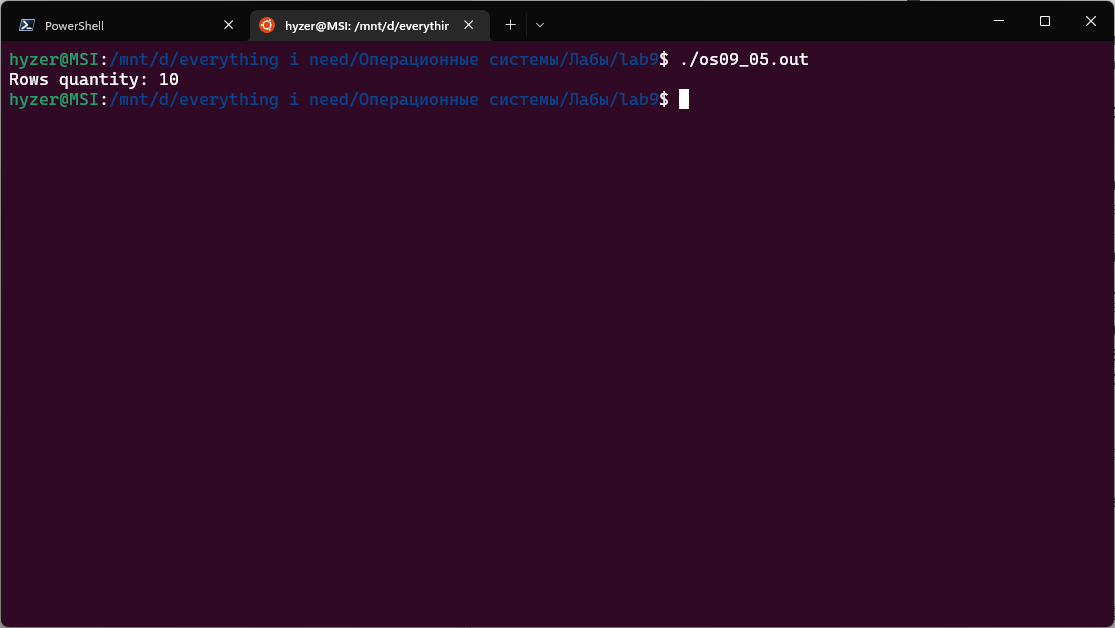 PowerShell
hyzer@MSI: /mnt/d/everythir
hyzer@MSI:/mnt/d/everything i need/Операционные системы/Лабы/lab9$ ./os09_05.out
Rows quantity: 10
hyzer@MSI:/mnt/d/everything i need/Операционные системы/Лабы/lab9$